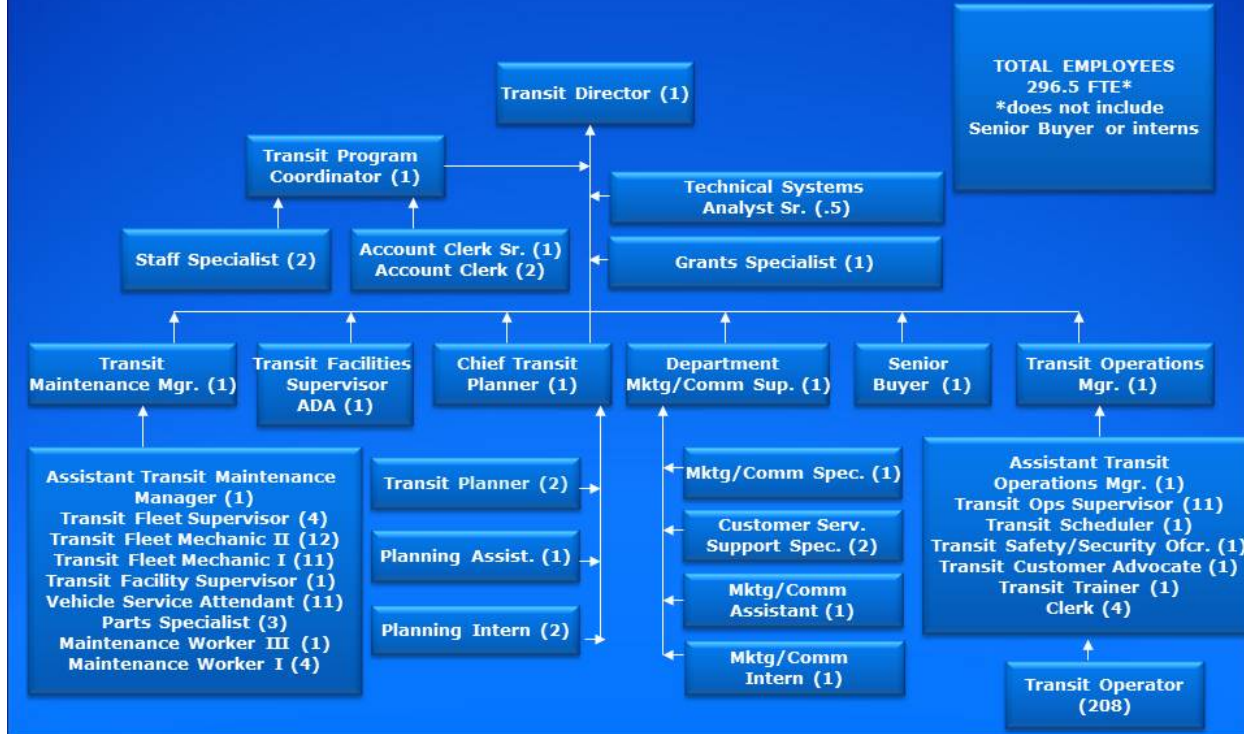 TOTAL EMPLOYEES
296.5 FTE*
*does not include
Senior Buyer or interns
Transit Director (1)
Transit Program
Coordinator (1)
Technical Systems
Analyst Sr. (.5)
Staff Specialist (2)
Account Clerk Sr. (1)
Account Clerk (2)
Grants Specialist (1)
Transit
Maintenance Mgr. (1)
Transit Facilities
Supervisor
ADA (1)
Chief Transit
Planner (1)
Department
Mktg/Comm Sup. (1)
Senior
Buyer (1)
Transit Operations
Mgr. (1)
Assistant Transit Maintenance
Manager (1)
Transit Fleet Supervisor (4)
Transit Fleet Mechanic II (12)
Transit Fleet Mechanic I (11)
Transit Facility Supervisor (1)
Vehicle Service Attendant (11)
Parts Specialist (3)
Maintenance Worker III (1)
Maintenance Worker I (4)
Transit Planner (2)
Planning Assist. (1)
Planning Intern (2)
Mktg/Comm Spec. (1)
Customer Serv.
Support Spec. (2)
Mktg/Comm
Assistant (1)
Mktg/Comm
Intern (1)
Assistant Transit
Operations Mgr. (1)
Transit Ops Supervisor (11)
Transit Scheduler (1)
Transit Safety/Security Ofcr. (1)
Transit Customer Advocate (1)
Transit Trainer (1)
Clerk (4)
Transit Operator
(208)